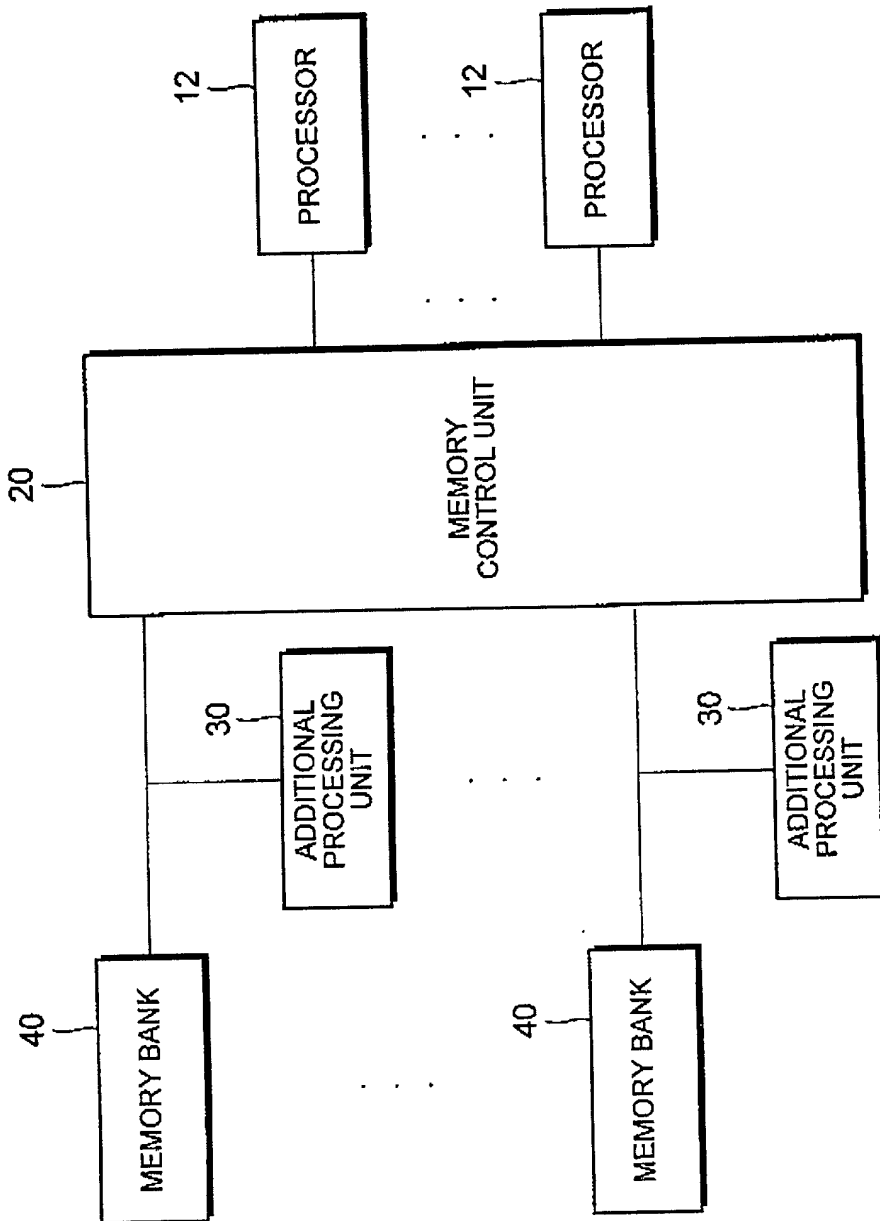 20
12
PROCESSOR
. . .
12
PROCESSOR
. . .
MEMORY
CONTROL UNIT
30
ADDITIONAL
PROCESSING
UNIT
. . .
30
ADDITIONAL
PROCESSING
UNIT
40
MEMORY BANK
. . .
40
MEMORY BANK